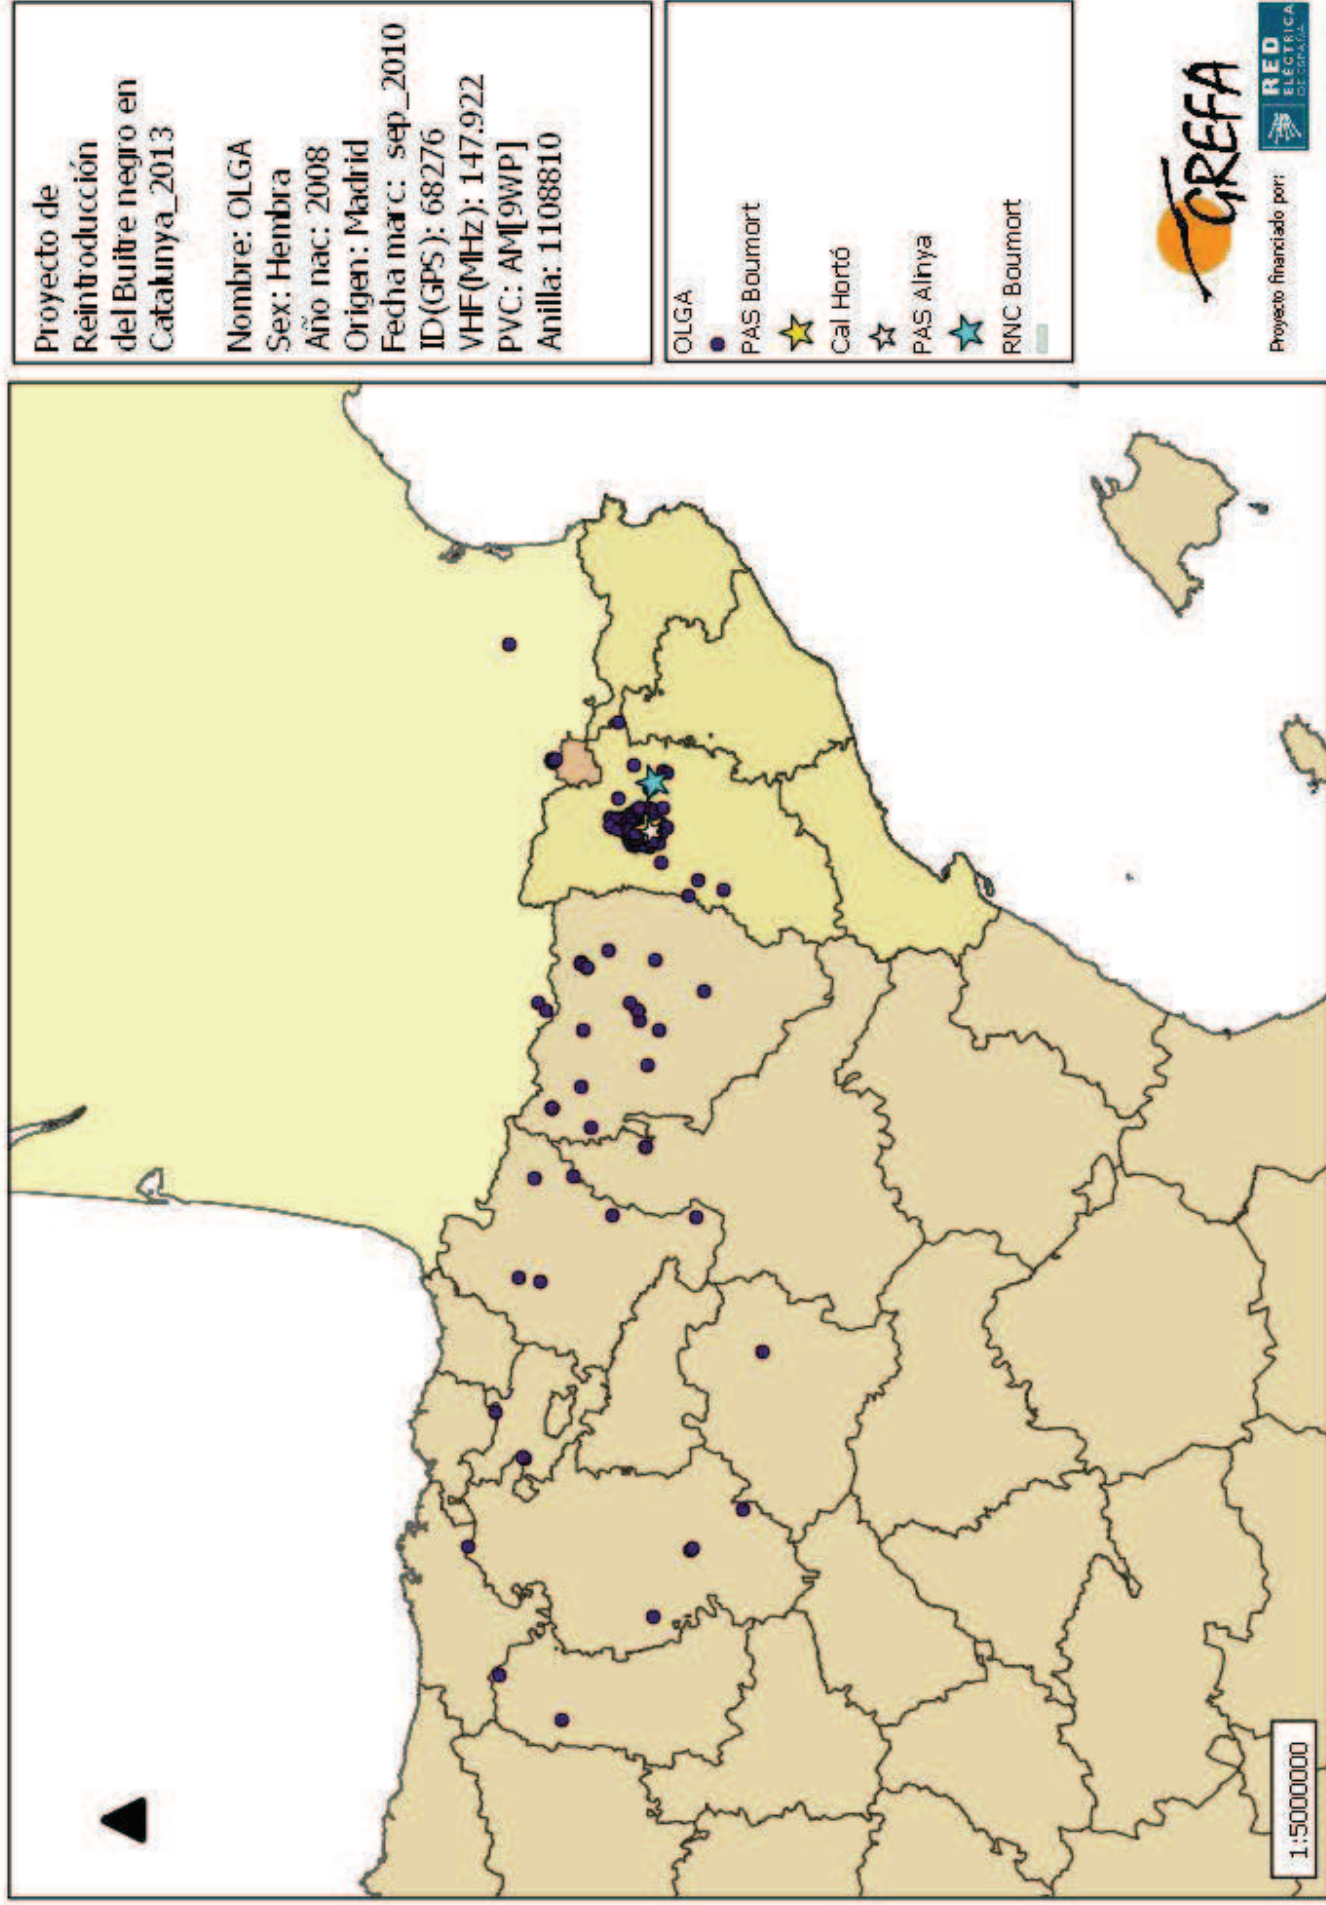 Proyecto de
Reintroducción
del Buitre negro en
Catalunya_2013
Nombre: OLGA
Sex: Hembra
Año nac: 2008
Origen: Madrid
Fecha marc: sep_2010
ID(GPS): 68276
VHF(MHz): 147.922
PVC: AM[9WP]
Anilla: 1108810
OLGA
PAS Boumort
Cal Hortó
PAS Alinya
RNC Boumort
GREFA
Proyecto financiado por:
RED
ELÉCTRICA
DE ESPAÑA
1:5000000